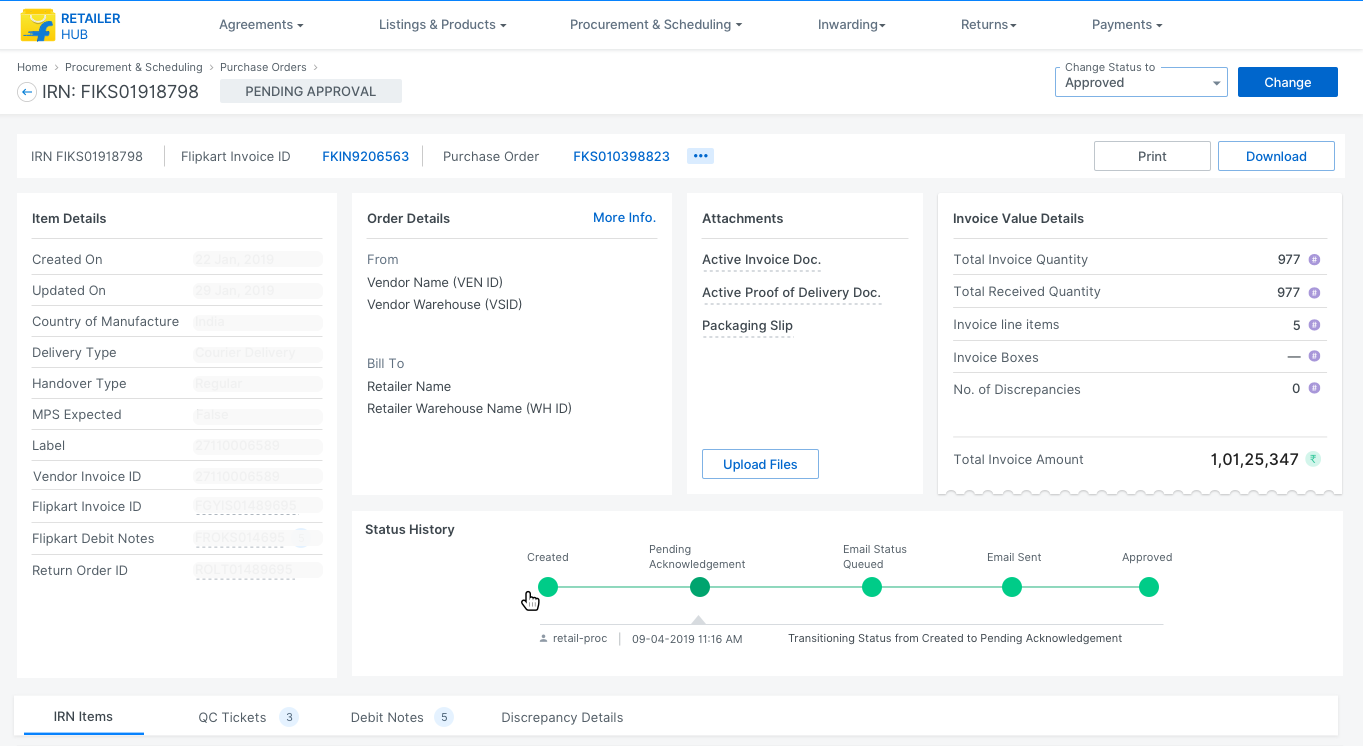 RETAILER
HUB
Agreements
Listings & Products
Procurement & Scheduling
Inwarding
Returns
Payments
Home > Procurement & Scheduling > Purchase Orders >
IRN: FIKS01918798
PENDING APPROVAL
Change Status to
Approved
Change
IRN FIKS01918798
Flipkart Invoice ID
FKIN9206563
Purchase Order
FKS010398823
•••
Print
Download
Item Details
Created On 22 Jan, 2019
Updated On 29 Jan, 2019
Country of Manufacture India
Delivery Type Courier Delivery
Handover Type Regular
MPS Expected False
Label 27110006589
Vendor Invoice ID 27110006589
Flipkart Invoice ID
Flipkart Debit Notes
Return Order ID
Order Details
More Info.
From
Vendor Name (VEN ID)
Vendor Warehouse (VSID)
Bill To
Retailer Name
Retailer Warehouse Name (WH ID)
Attachments
Active Invoice Doc.
Active Proof of Delivery Doc.
Packaging Slip
Upload Files
Invoice Value Details
Total Invoice Quantity 977 #
Total Received Quantity 977 #
Invoice line items 5 #
Invoice Boxes — #
No. of Discrepancies 0 #
Total Invoice Amount 1,01,25,347 ₹
Status History
Created
Pending
Acknowledgement
Email Status
Queued
Email Sent
Approved
retail-proc
09-04-2019 11:16 AM
Transitioning Status from Created to Pending Acknowledgement
IRN Items
QC Tickets 3
Debit Notes 5
Discrepancy Details